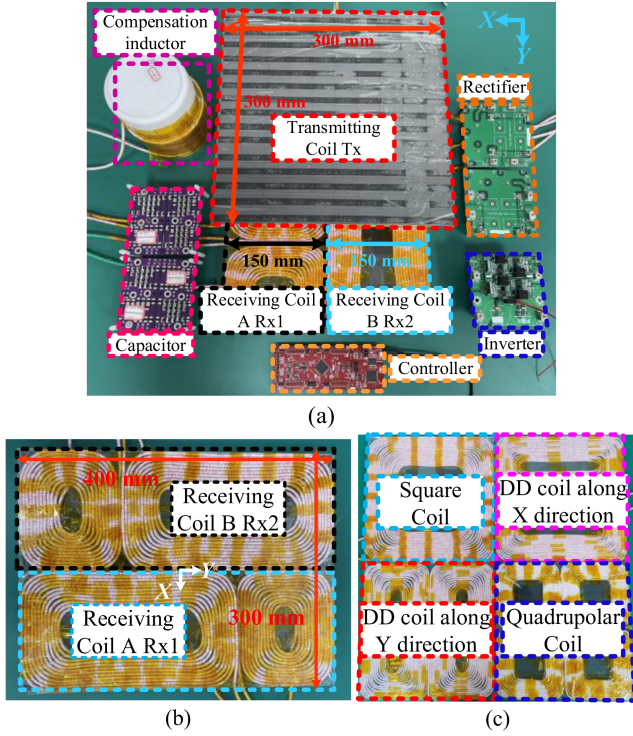 Compensation
inductor
X
Y
300 mm
Rectifier
300 mm
Transmitting
Coil Tx
150 mm
150 mm
Receiving Coil
A Rx1
Receiving Coil
B Rx2
Capacitor
Inverter
Controller
(a)
400 mm
Receiving
Coil B Rx2
Y
X
Receiving
Coil A Rx1
300 mm
(b)
Square
Coil
DD coil along
X direction
DD coil along
Y direction
Quadrupolar
Coil
(c)